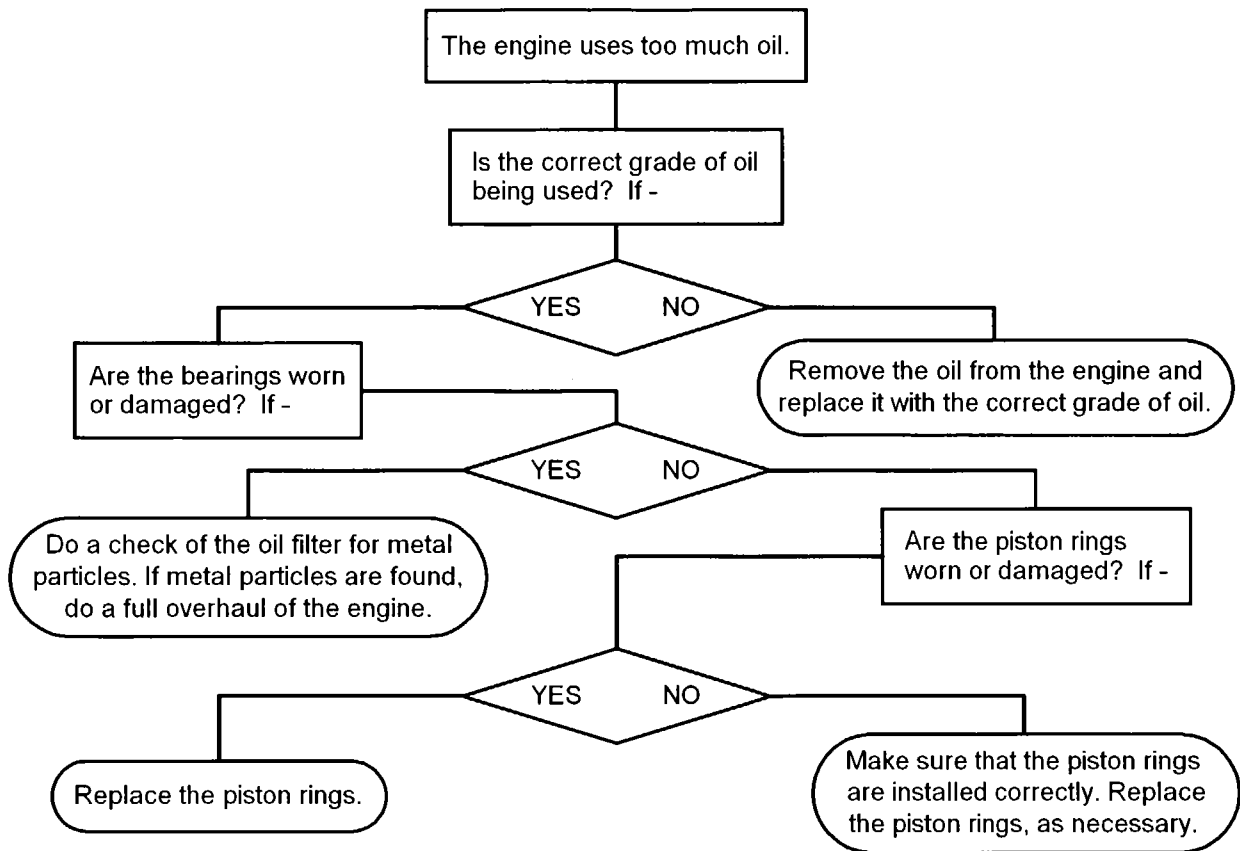 The engine uses too much oil.
Is the correct grade of oil
being used? If -
YES NO
Are the bearings worn
or damaged? If -
Remove the oil from the engine and
replace it with the correct grade of oil.
YES NO
Do a check of the oil filter for metal
particles. If metal particles are found,
do a full overhaul of the engine.
Are the piston rings
worn or damaged? If -
YES NO
Replace the piston rings.
Make sure that the piston rings
are installed correctly. Replace
the piston rings, as necessary.